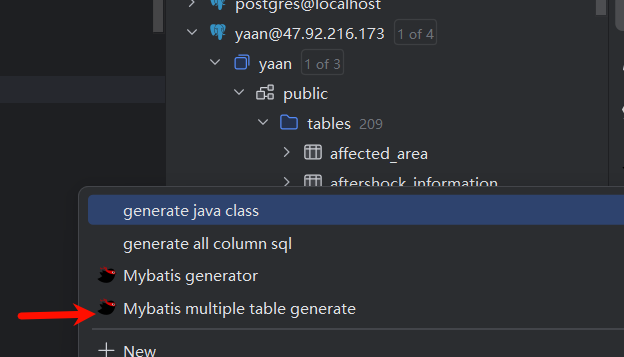 postgres@localhost
yaan@47.92.216.173 1 of 4
yaan 1 of 3
public
tables 209
affected_area
aftershock_information
generate java class
generate all column sql
Mybatis generator
Mybatis multiple table generate
New